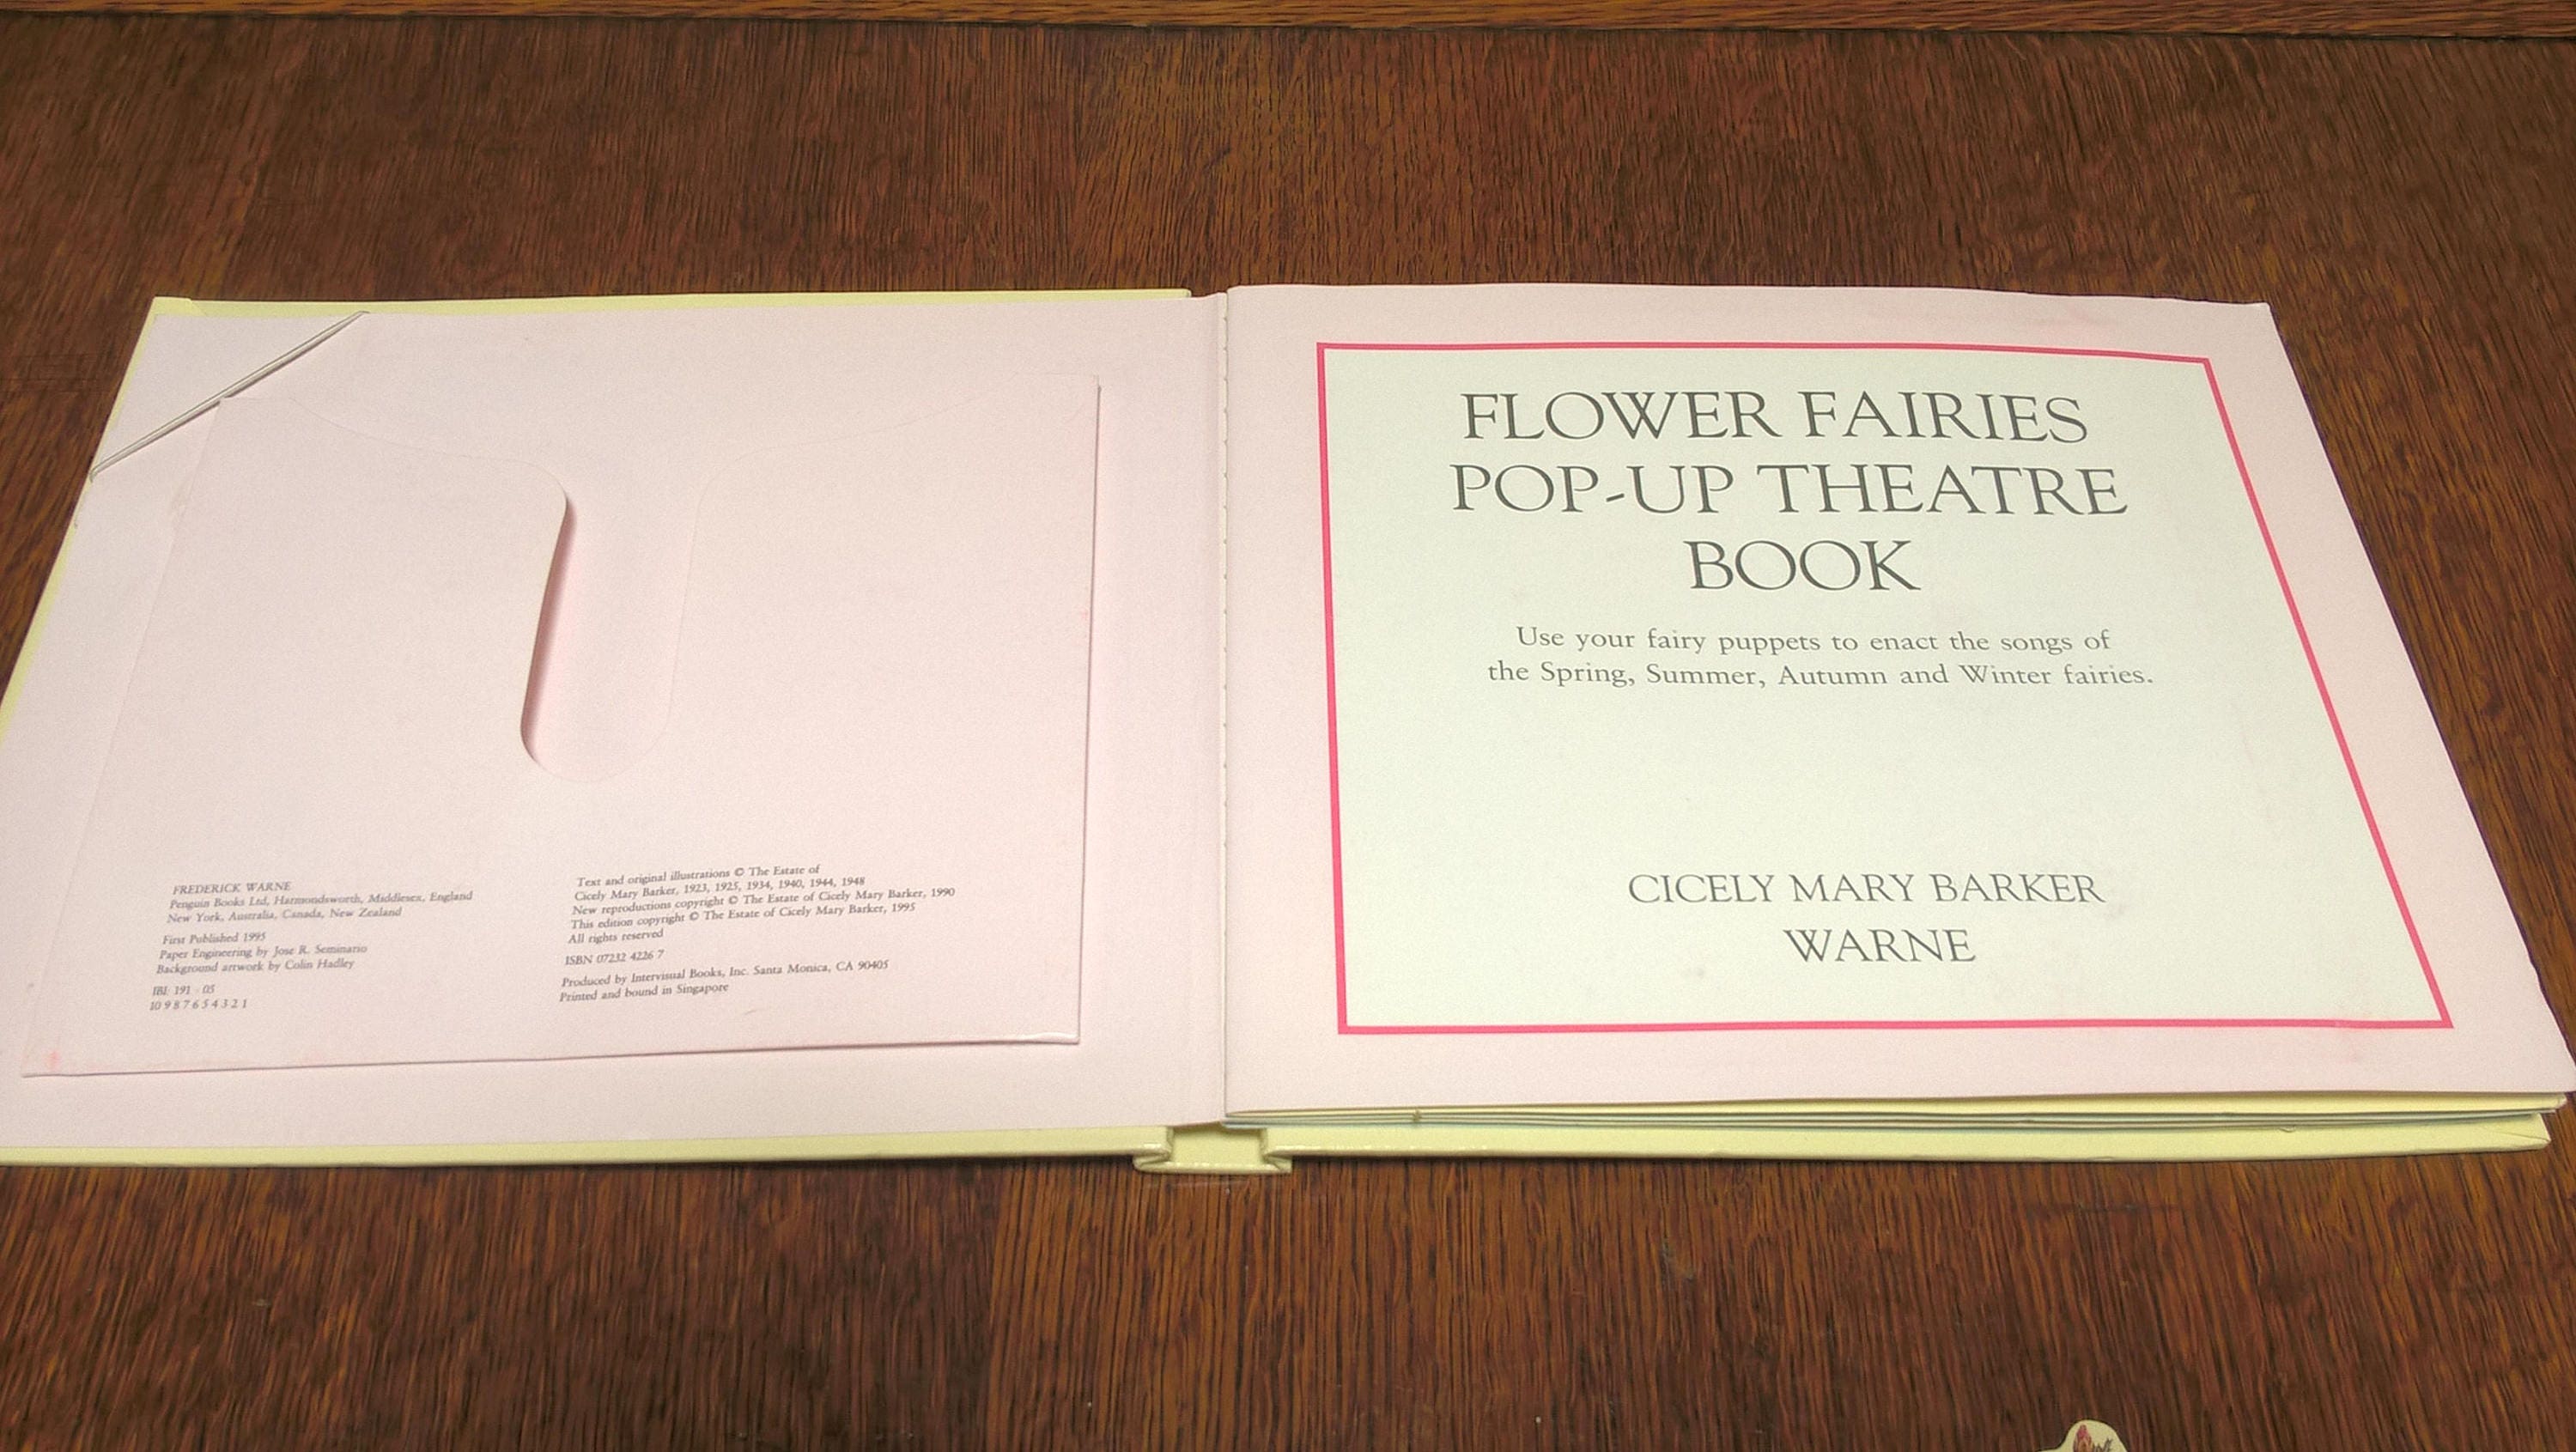 FREDERICK WARNE
Penguin Books Ltd, Harmondsworth, Middlesex, England
New York, Australia, Canada, New Zealand
First Published 1995
Paper Engineering by Jose R. Seminario
Background artwork by Colin Hadley
IBI: 191 - 05
10 9 8 7 6 5 4 3 2 1
Text and original illustrations © The Estate of
Cicely Mary Barker, 1923, 1925, 1934, 1940, 1944, 1948
New reproductions copyright © The Estate of Cicely Mary Barker, 1990
This edition copyright © The Estate of Cicely Mary Barker, 1995
All rights reserved
ISBN 07232 4226 7
Produced by Intervisual Books, Inc. Santa Monica, CA 90405
Printed and bound in Singapore
FLOWER FAIRIES
POP-UP THEATRE
BOOK
Use your fairy puppets to enact the songs of
the Spring, Summer, Autumn and Winter fairies.
CICELY MARY BARKER
WARNE